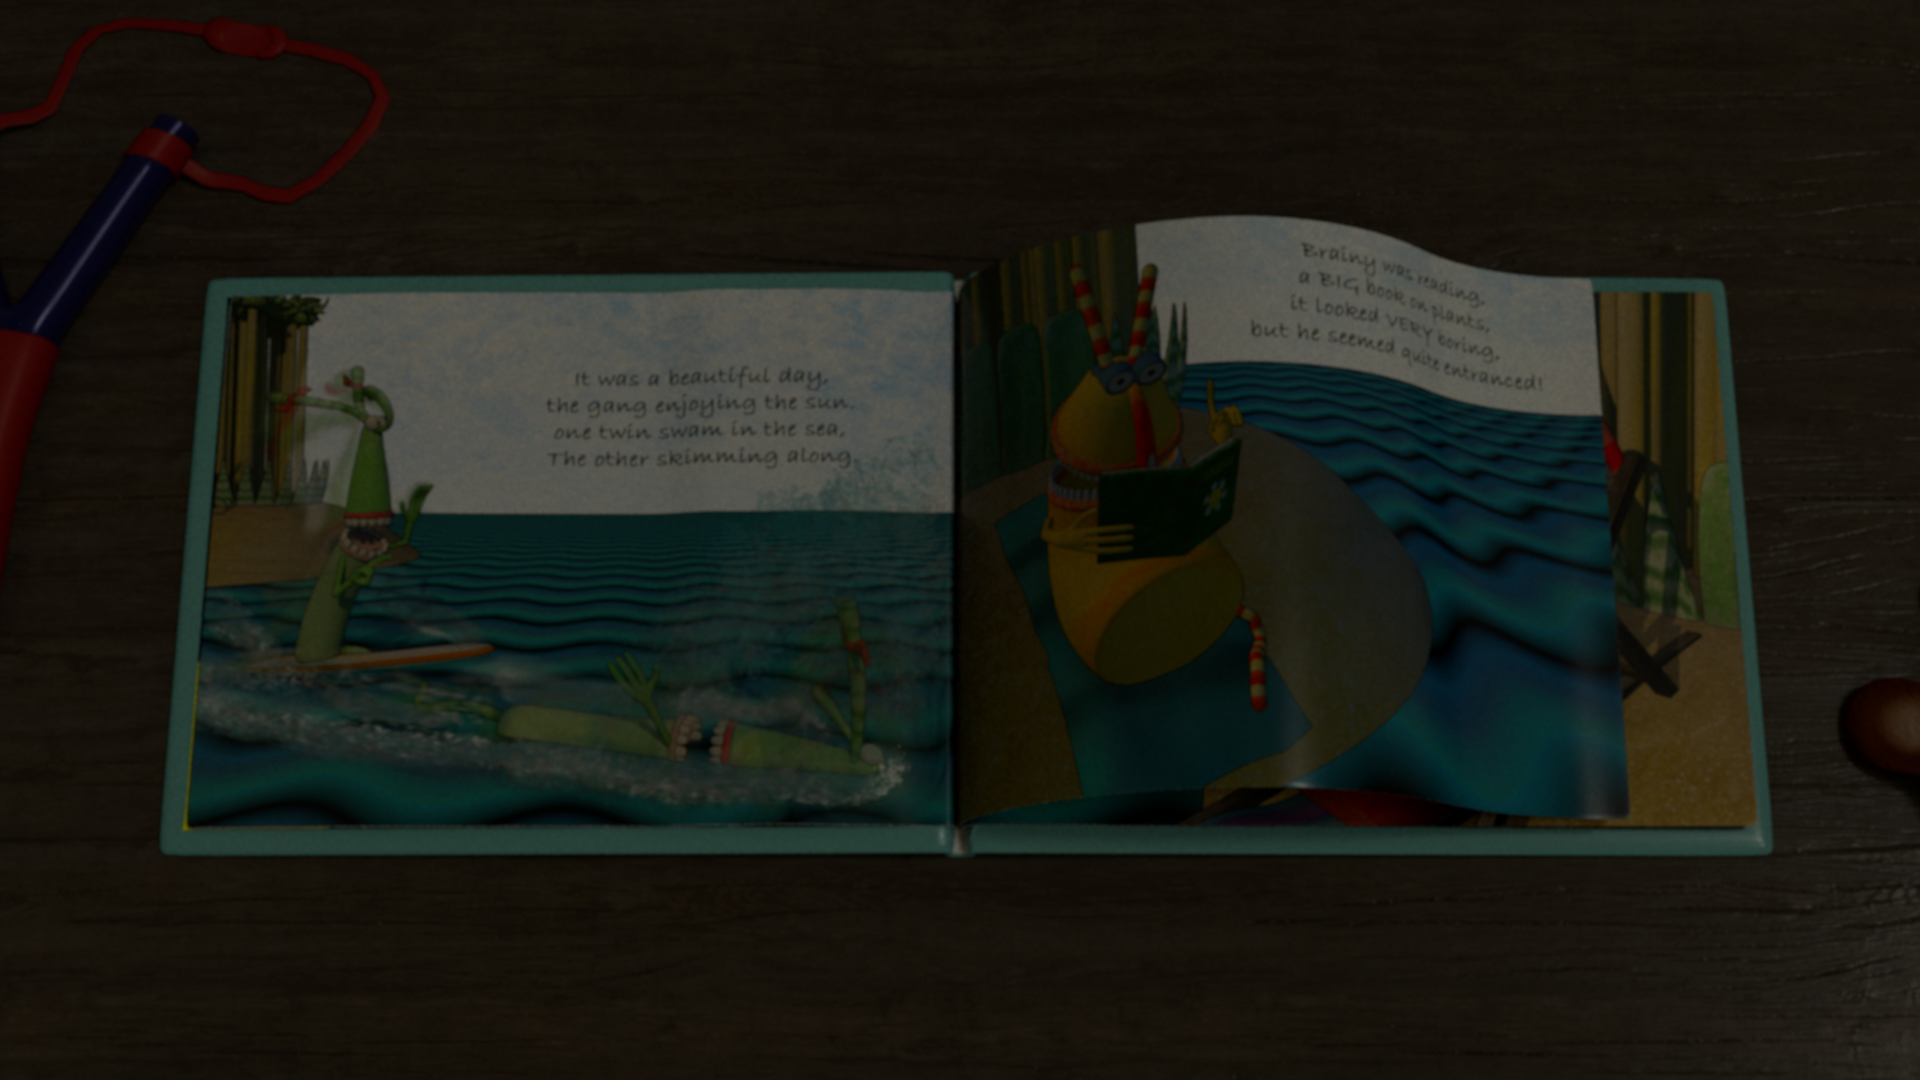 It was a beautiful day,
the gang enjoying the sun.
one twin swam in the sea,
The other skimming along
Brainy was reading,
a BIG book on plants,
it looked VERY boring,
but he seemed quite entranced!